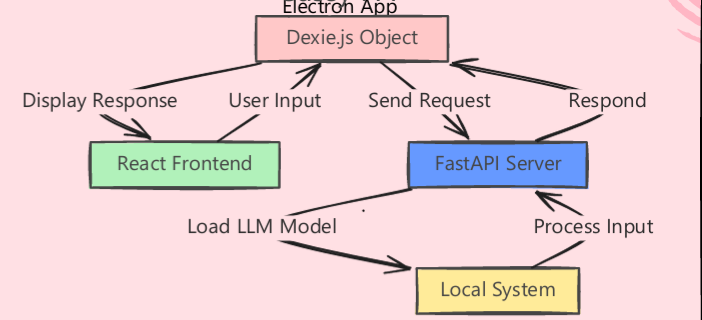 Electron App
Dexie.js Object
Display Response
User Input
Send Request
Respond
React Frontend
FastAPI Server
Load LLM Model
Process Input
Local System